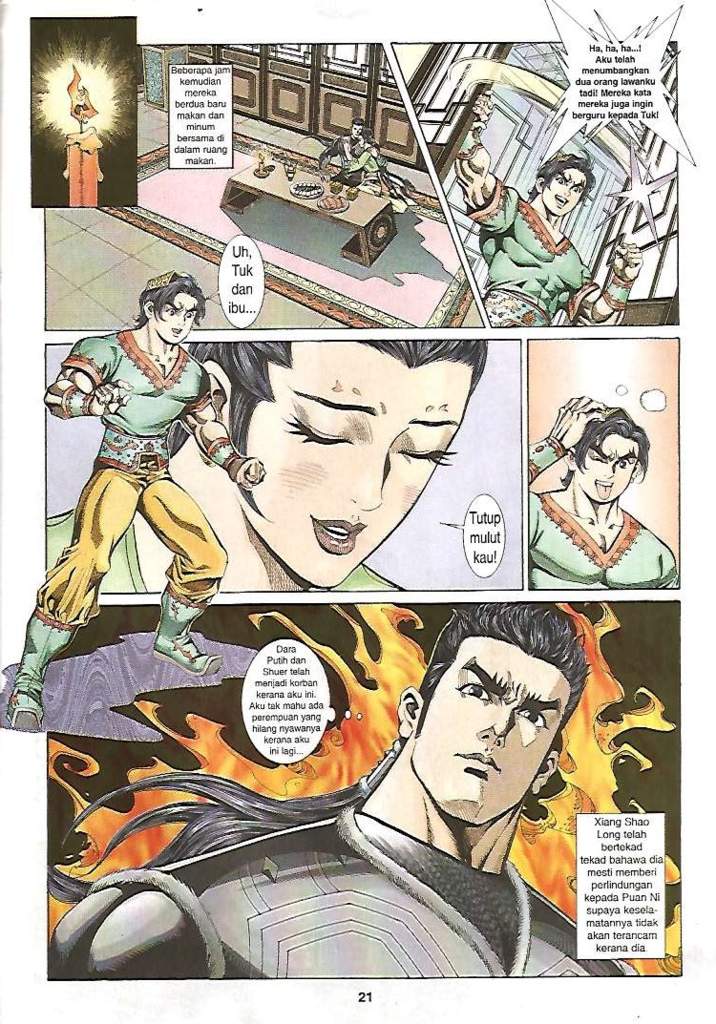 Beberapa jam
kemudian
mereka
berdua baru
makan dan
minum
bersama di
dalam ruang
makan.
Ha, ha, ha...!
Aku telah
menumbangkan
dua orang lawanku
tadi! Mereka kata
mereka juga ingin
berguru kepada Tuk!
Uh,
Tuk
dan
ibu...
Tutup
mulut
kau!
Dara
Putih dan
Shuer telah
menjadi korban
kerana aku ini.
Aku tak mahu ada
perempuan yang
hilang nyawanya
kerana aku
ini lagi...
Xiang Shao
Long telah
bertekad
tekad bahawa dia
mesti memberi
perlindungan
kepada Puan Ni
supaya kesela-
matannya tidak
akan terancam
kerana dia
21